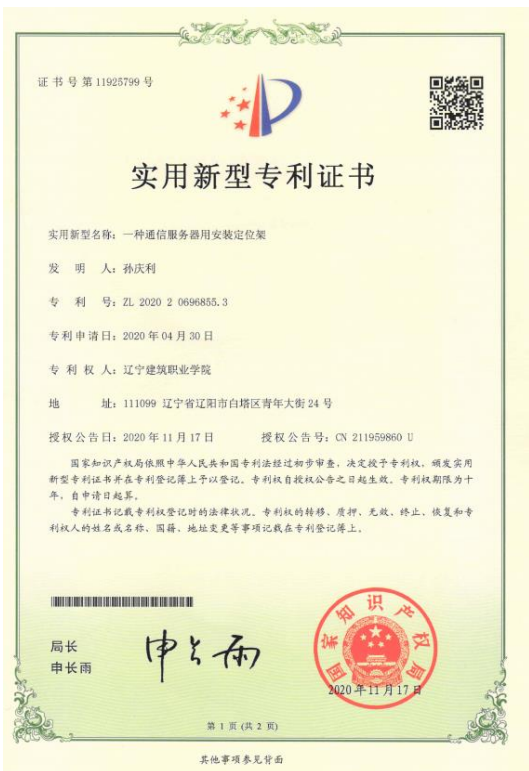 证书号第11925799号
实用新型专利证书
实用新型名称：一种通信服务器用安装定位架
发 明 人：孙庆利
专 利 号：ZL 2020 2 0696855.3
专利申请日：2020年04月30日
专 利 权 人：辽宁建筑职业学院
地 址：111099 辽宁省辽阳市白塔区青年大街24号
授权公告日：2020年11月17日 授权公告号：CN 211959860 U
国家知识产权局依照中华人民共和国专利法经过初步审查，决定授予专利权，颁发实用
新型专利证书并在专利登记簿上予以登记。专利权自授权公告之日起生效。专利权期限为十
年，自申请日起算。
专利证书记载专利权登记时的法律状况。专利权的转移、质押、无效、终止、恢复和专
利权人的姓名或名称、国籍、地址变更等事项记载在专利登记簿上。
局长
申长雨
申长雨
国家知识产权局
2020年11月17日
第 1 页 (共 2 页)
其他事项参见背面